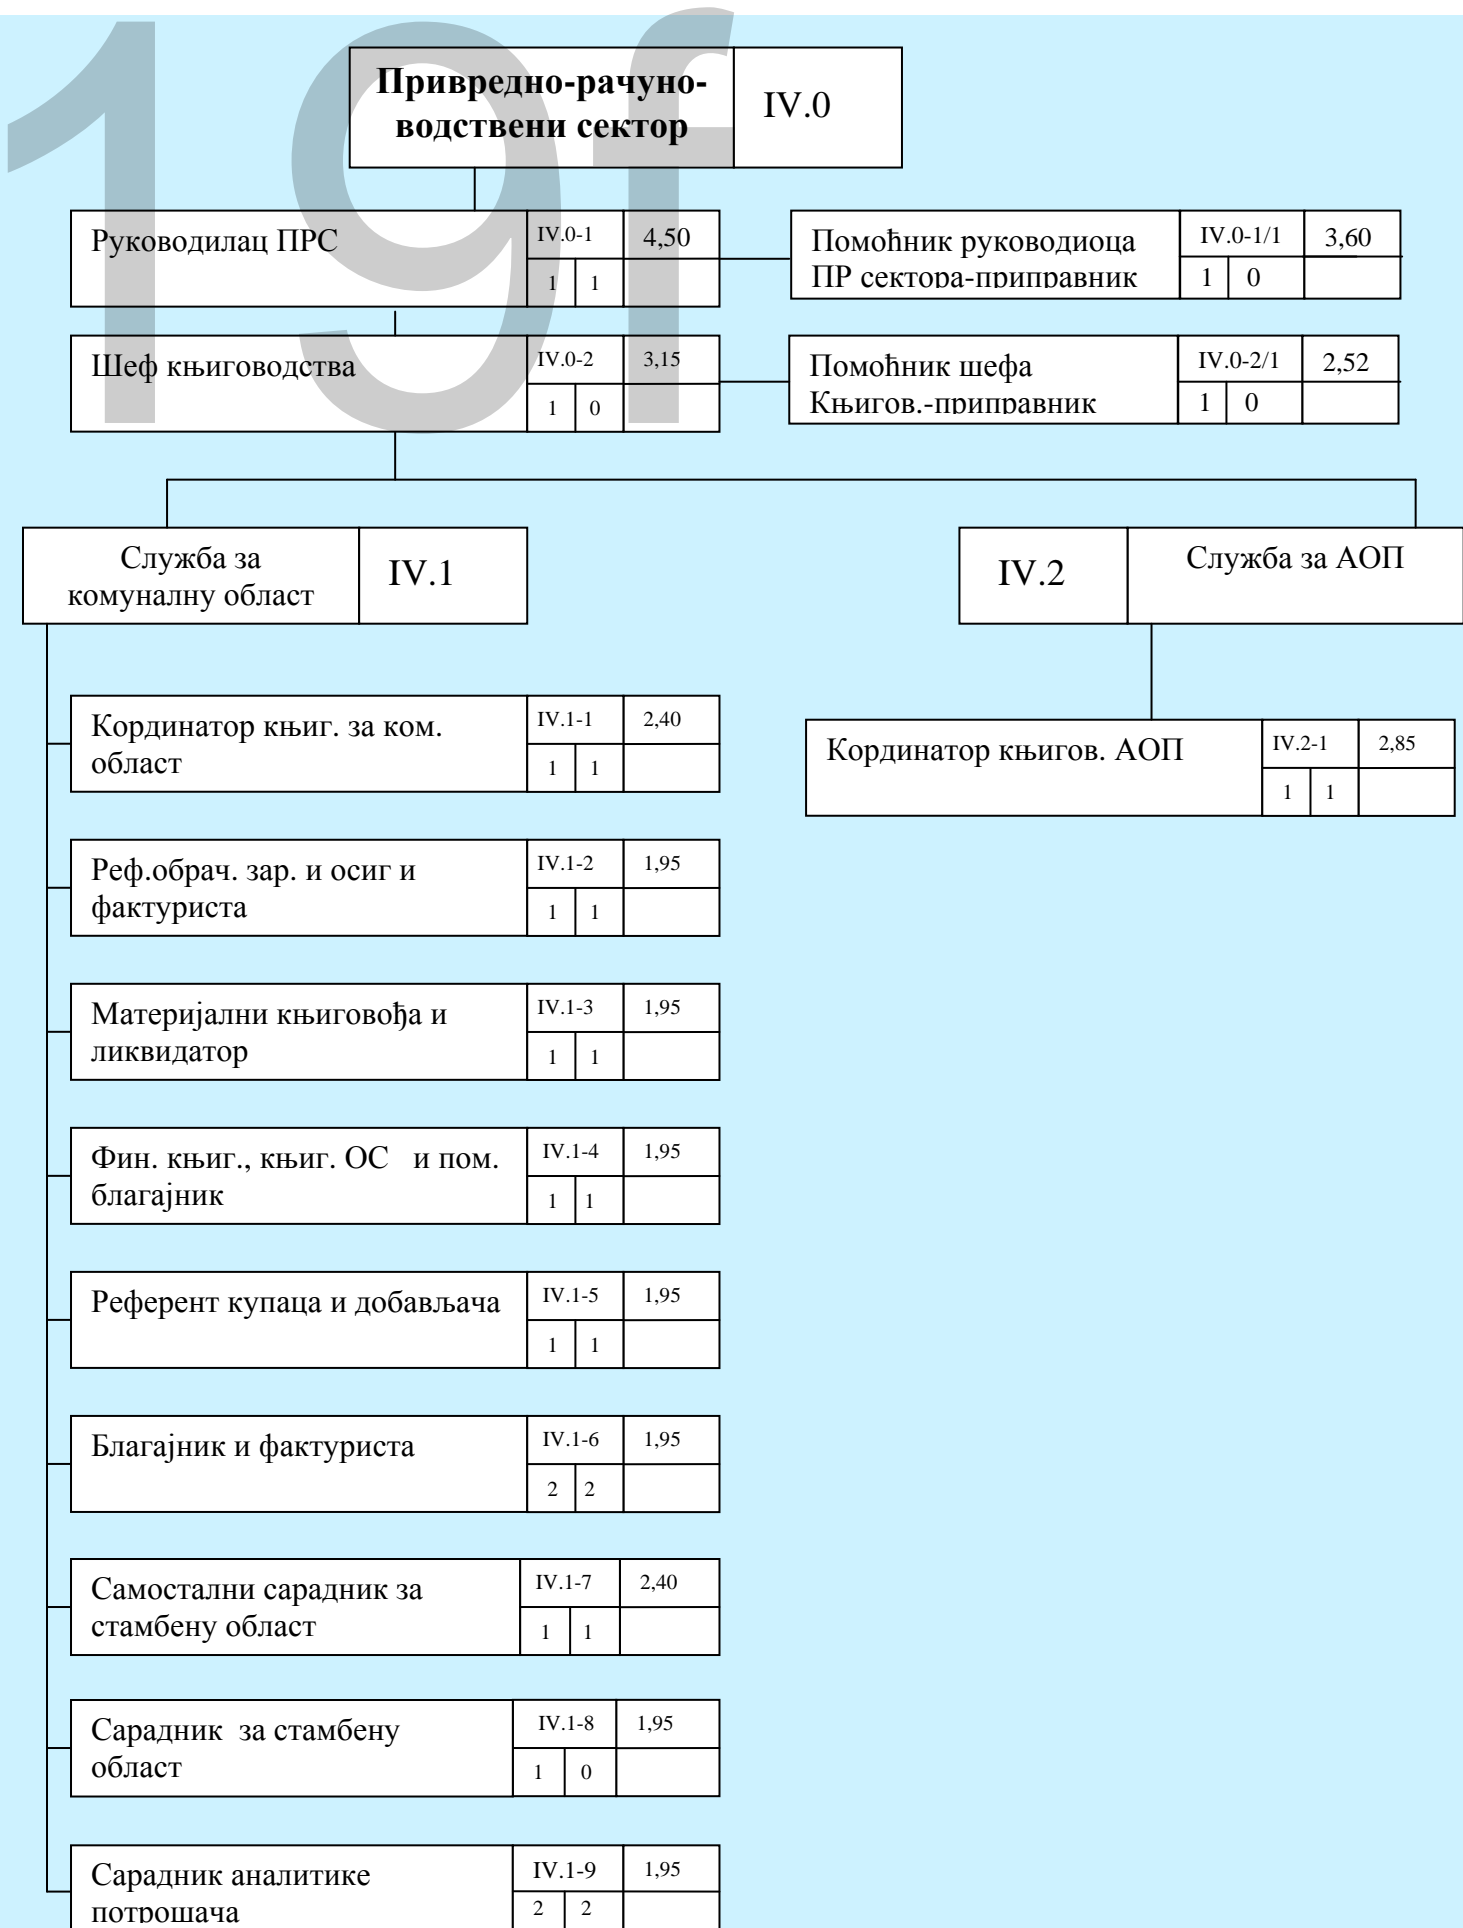 19f
Привредно-рачуно-
водствени сектор
IV.0
Руководилац ПРС
IV.0-1
4,50
1
1
Помоћник руководиоца
ПР сектора-приправник
IV.0-1/1
3,60
1
0
Шеф књиговодства
IV.0-2
3,15
1
0
Помоћник шефа
Књигов.-приправник
IV.0-2/1
2,52
1
0
Служба за
комуналну област
IV.1
IV.2
Служба за АОП
Кординатор књиг. за ком.
област
IV.1-1
2,40
1
1
Кординатор књигов. АОП
IV.2-1
2,85
1
1
Реф.обрач. зар. и осиг и
фактуриста
IV.1-2
1,95
1
1
Материјални књиговођа и
ликвидатор
IV.1-3
1,95
1
1
Фин. књиг., књиг. ОС и пом.
благајник
IV.1-4
1,95
1
1
Референт купаца и добављача
IV.1-5
1,95
1
1
Благајник и фактуриста
IV.1-6
1,95
2
2
Самостални сарадник за
стамбену област
IV.1-7
2,40
1
1
Сарадник за стамбену
област
IV.1-8
1,95
1
0
Сарадник аналитике
потрошача
IV.1-9
1,95
2
2